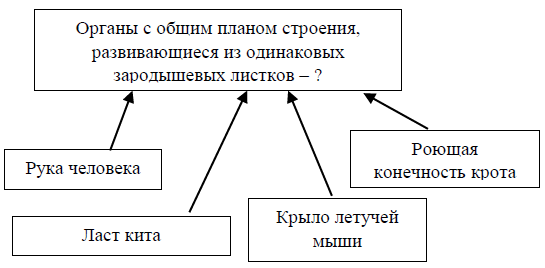 Органы с общим планом строения,
развивающиеся из одинаковых
зародышевых листков – ?
Рука человека
Роющая
конечность крота
Ласт кита
Крыло летучей
мыши